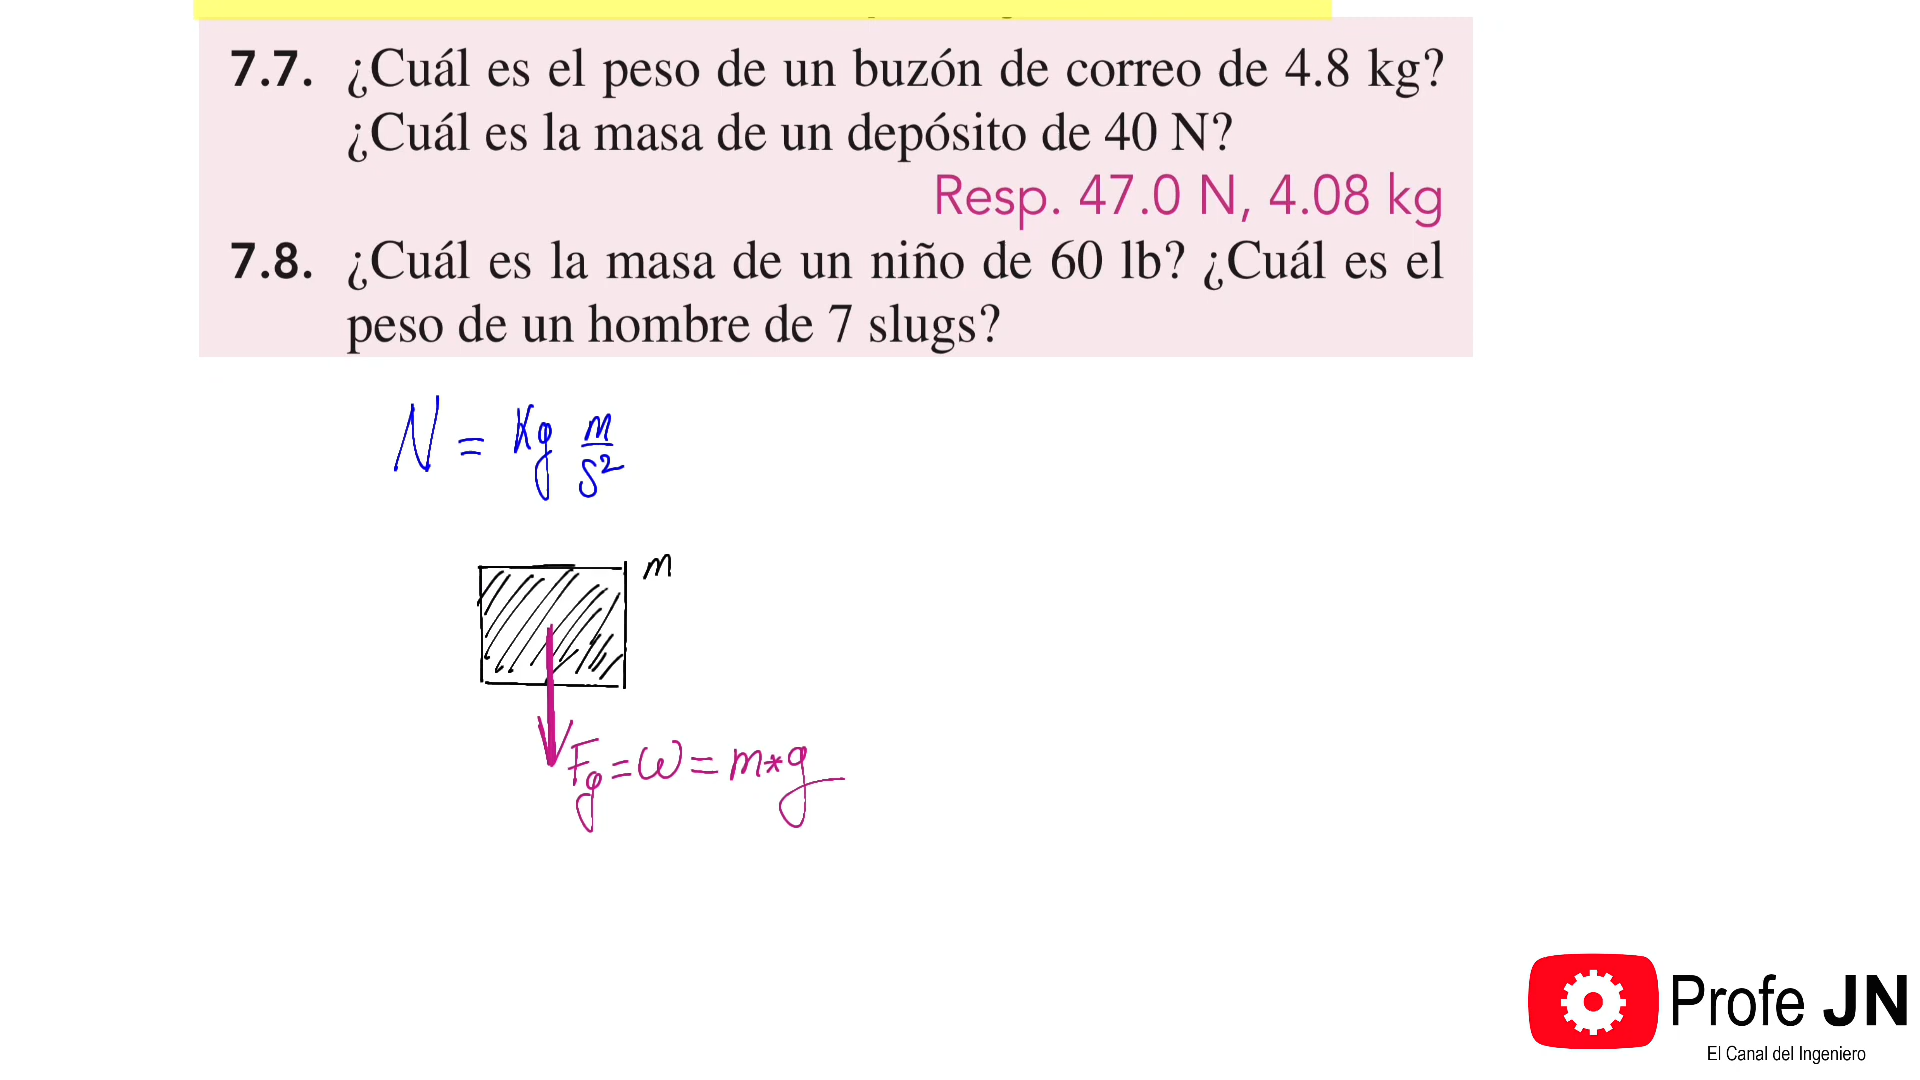 7.7. ¿Cuál es el peso de un buzón de correo de 4.8 kg?
¿Cuál es la masa de un depósito de 40 N?
Resp. 47.0 N, 4.08 kg
7.8. ¿Cuál es la masa de un niño de 60 lb? ¿Cuál es el
peso de un hombre de 7 slugs?
N = Kg m/s²
m
Fg = ω = m*g
Profe JN
El Canal del Ingeniero